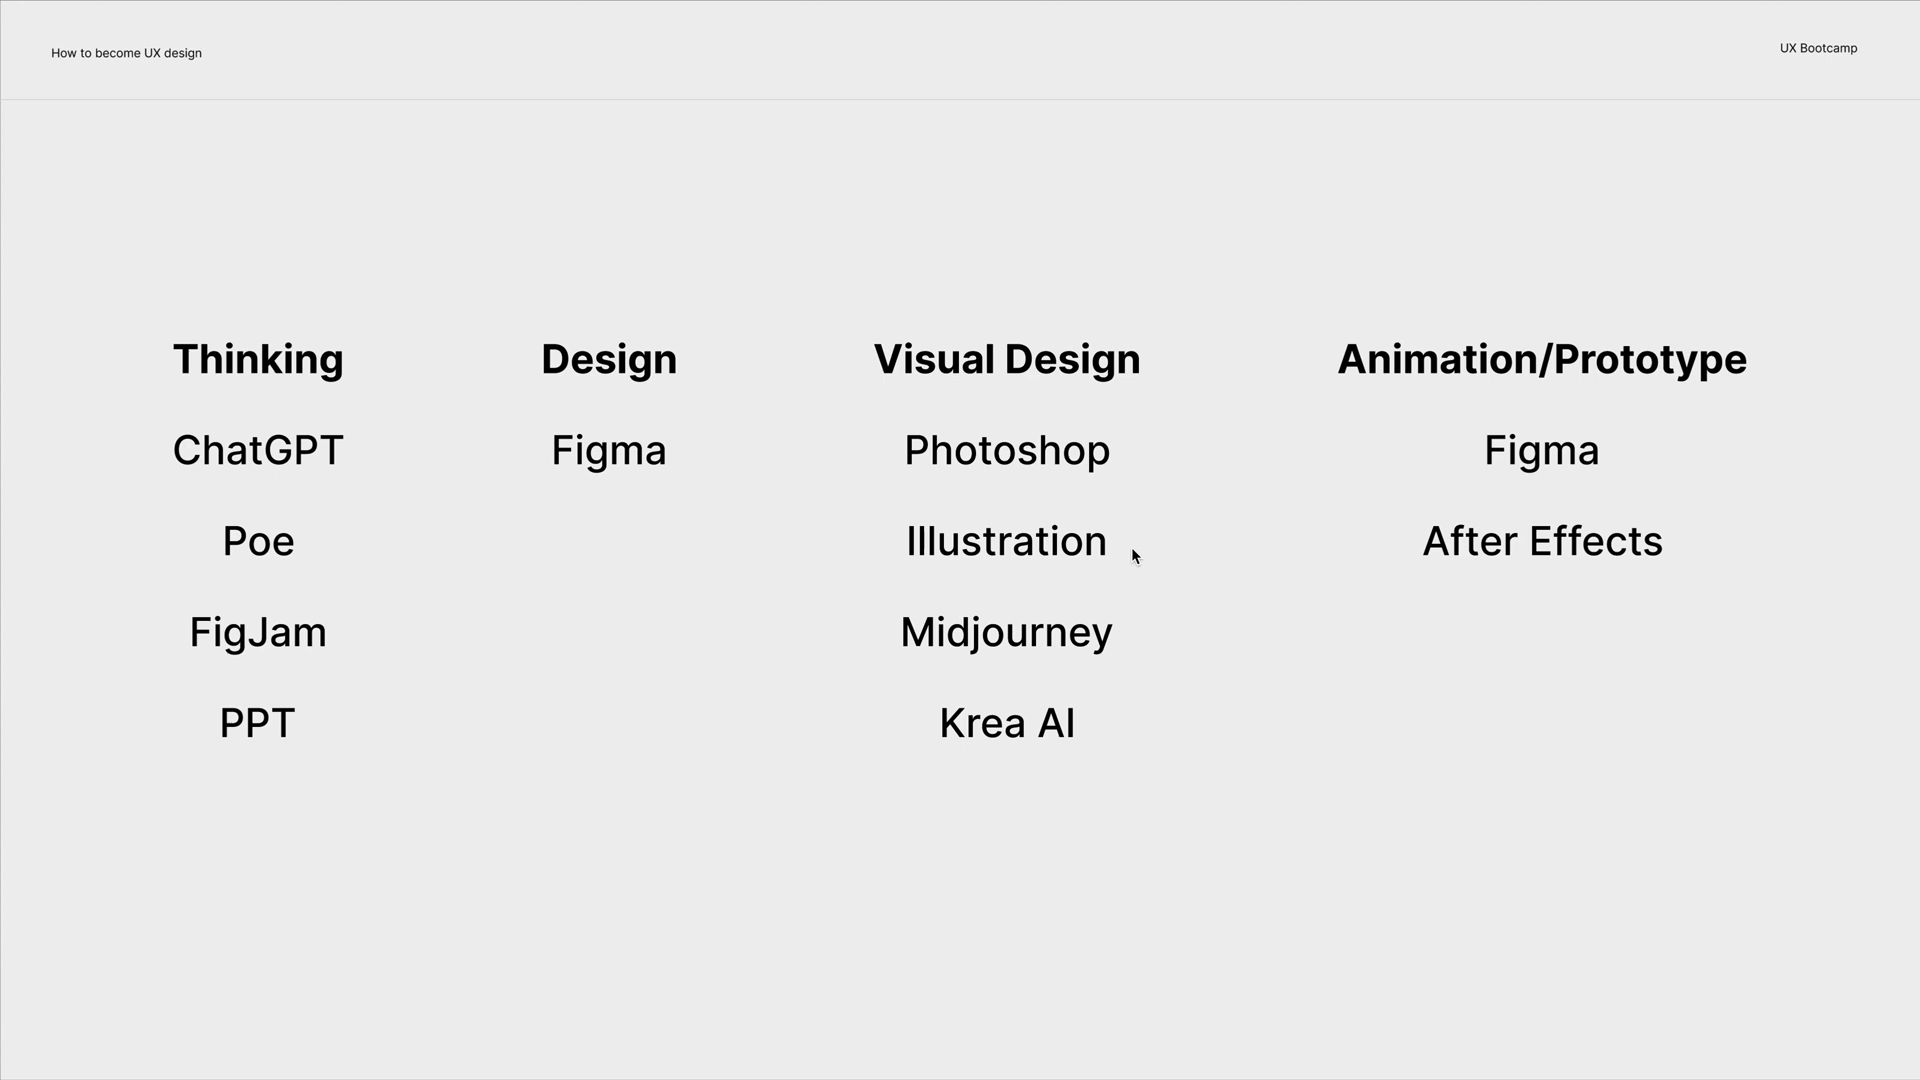 How to become UX design
UX Bootcamp
Thinking
ChatGPT
Poe
FigJam
PPT
Design
Figma
Visual Design
Photoshop
Illustration
Midjourney
Krea AI
Animation/Prototype
Figma
After Effects